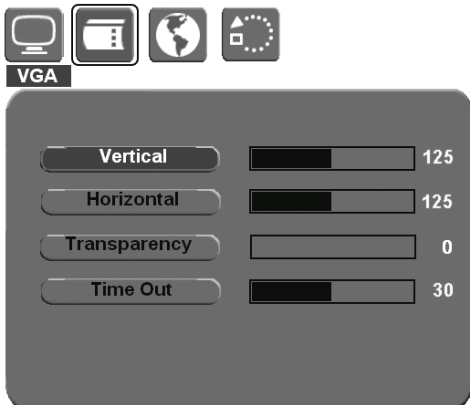 VGA
Vertical 125
Horizontal 125
Transparency 0
Time Out 30